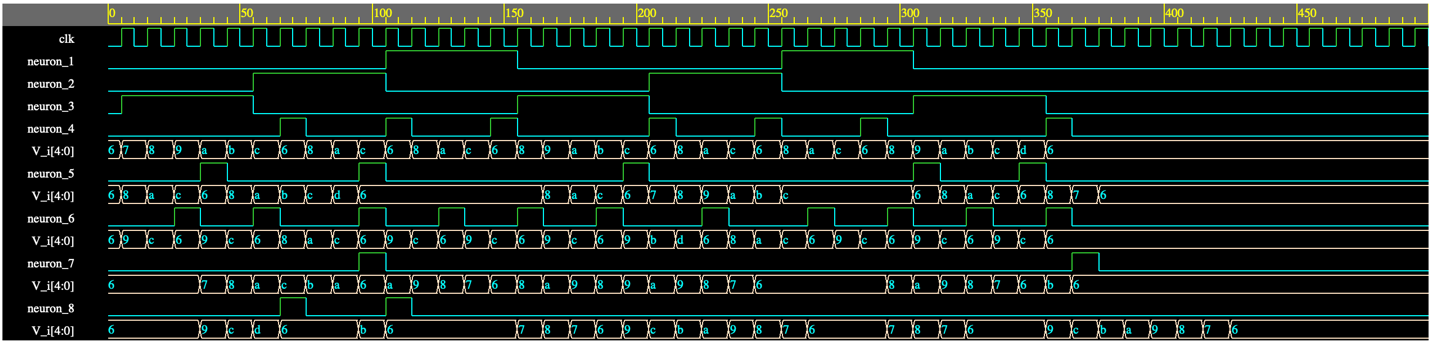 0 50 100 150 200 250 300 350 400 450
clk
neuron_1
neuron_2
neuron_3
neuron_4
V_i[4:0] 6 7 8 9 a b c 6 8 a c 6 8 a c 6 8 9 a b c 6 8 a c 6 8 a c 6 8 9 a b c d 6
neuron_5
V_i[4:0] 6 8 a c 6 8 a b c d 6 8 a c 6 7 8 9 a b c 6 8 a c 6 8 7 6
neuron_6
V_i[4:0] 6 9 c 6 9 c 6 8 a c 6 9 c 6 9 c 6 9 c 6 9 b d 6 8 a c 6 9 c 6 9 c 6 9 c 6
neuron_7
V_i[4:0] 6 7 8 a c b a 6 a 9 8 7 6 8 a 9 8 9 a 9 8 7 6 8 a 9 8 7 6 b 6
neuron_8
V_i[4:0] 6 9 c d 6 b 6 7 8 7 6 9 c b a 9 8 7 6 7 8 7 6 9 c b a 9 8 7 6